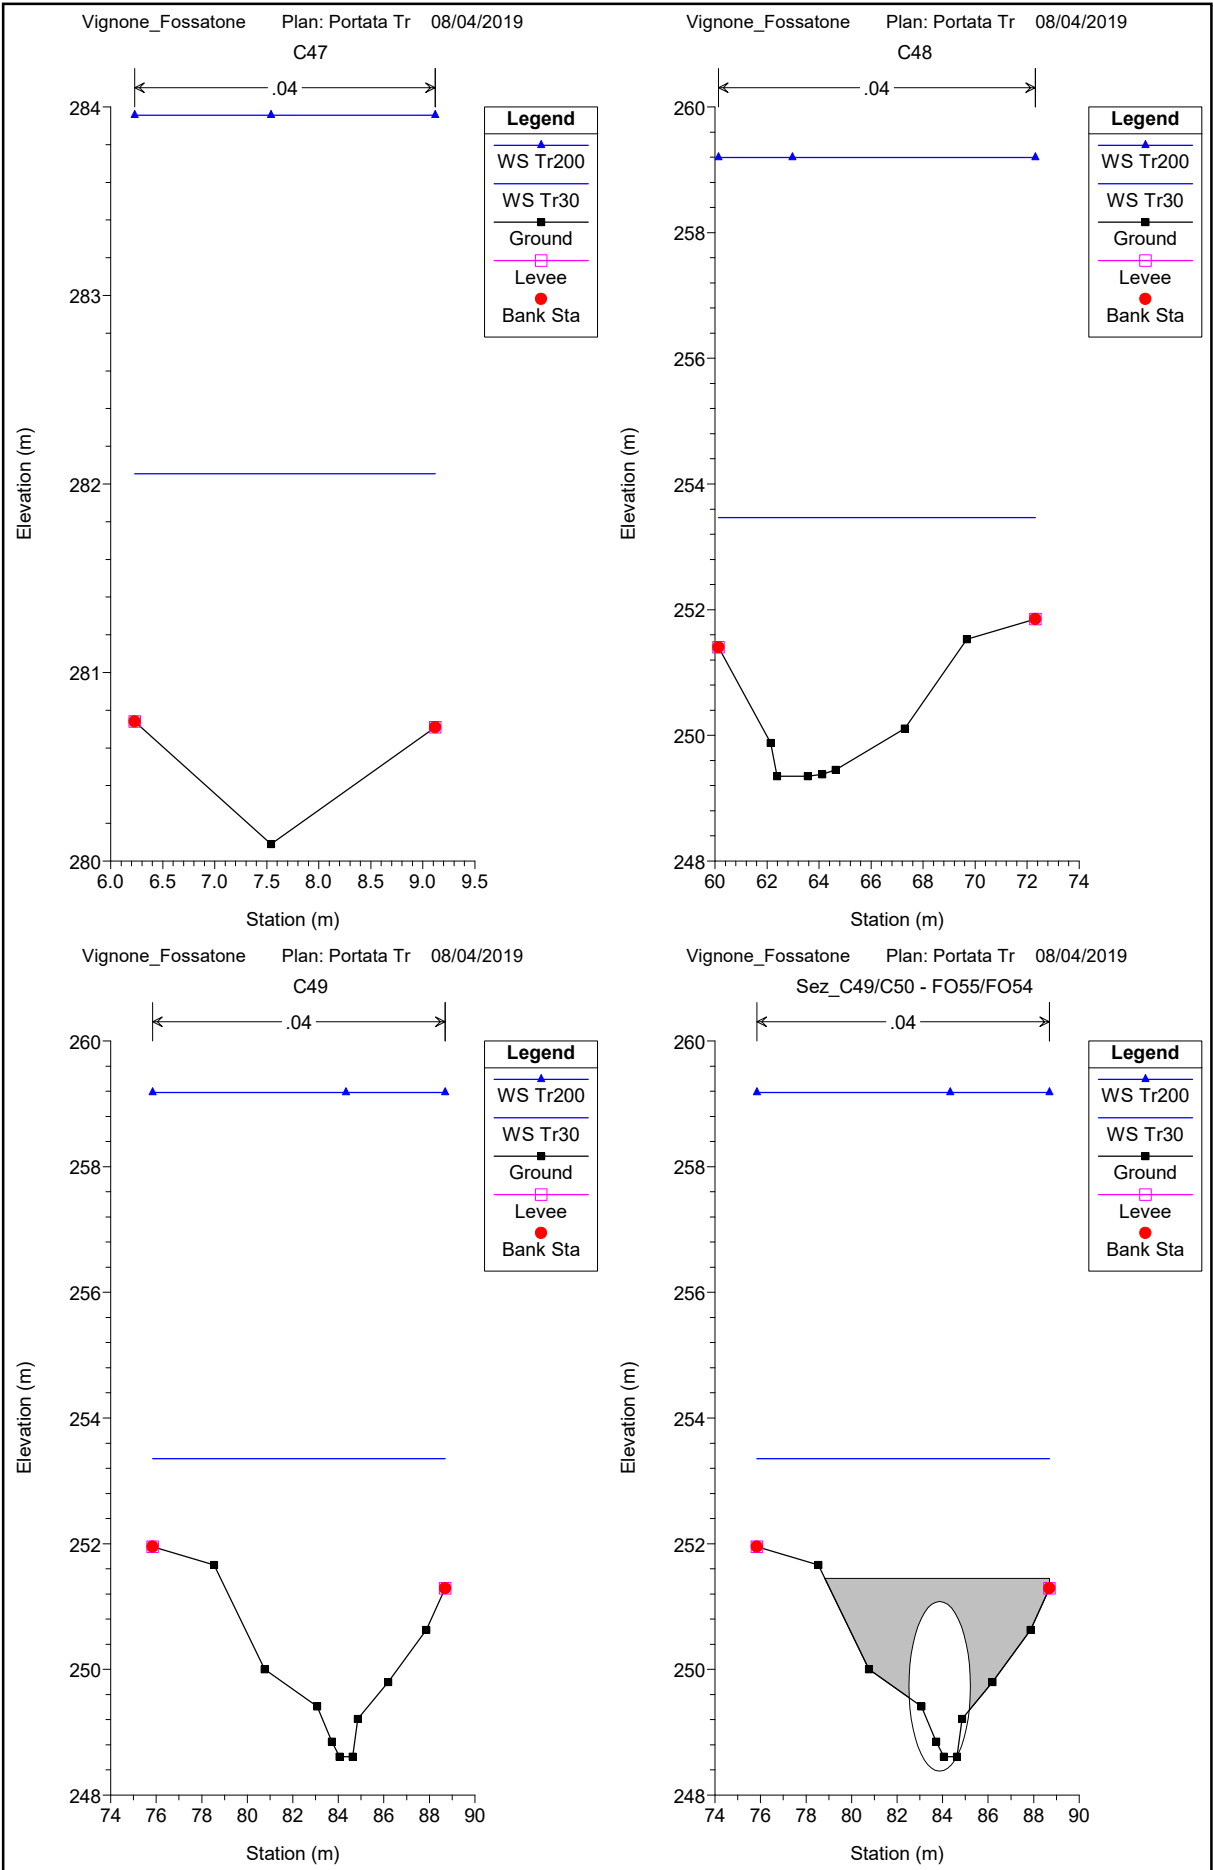 Vignone_Fossatone Plan: Portata Tr 08/04/2019
C47
.04
284
283
282
281
280
6.0 6.5 7.0 7.5 8.0 8.5 9.0 9.5
Elevation (m)
Station (m)
Legend
WS Tr200
WS Tr30
Ground
Levee
Bank Sta
Vignone_Fossatone Plan: Portata Tr 08/04/2019
C48
.04
260
258
256
254
252
250
248
60 62 64 66 68 70 72 74
Elevation (m)
Station (m)
Legend
WS Tr200
WS Tr30
Ground
Levee
Bank Sta
Vignone_Fossatone Plan: Portata Tr 08/04/2019
C49
.04
260
258
256
254
252
250
248
74 76 78 80 82 84 86 88 90
Elevation (m)
Station (m)
Legend
WS Tr200
WS Tr30
Ground
Levee
Bank Sta
Vignone_Fossatone Plan: Portata Tr 08/04/2019
Sez_C49/C50 - FO55/FO54
.04
260
258
256
254
252
250
248
74 76 78 80 82 84 86 88 90
Elevation (m)
Station (m)
Legend
WS Tr200
WS Tr30
Ground
Levee
Bank Sta